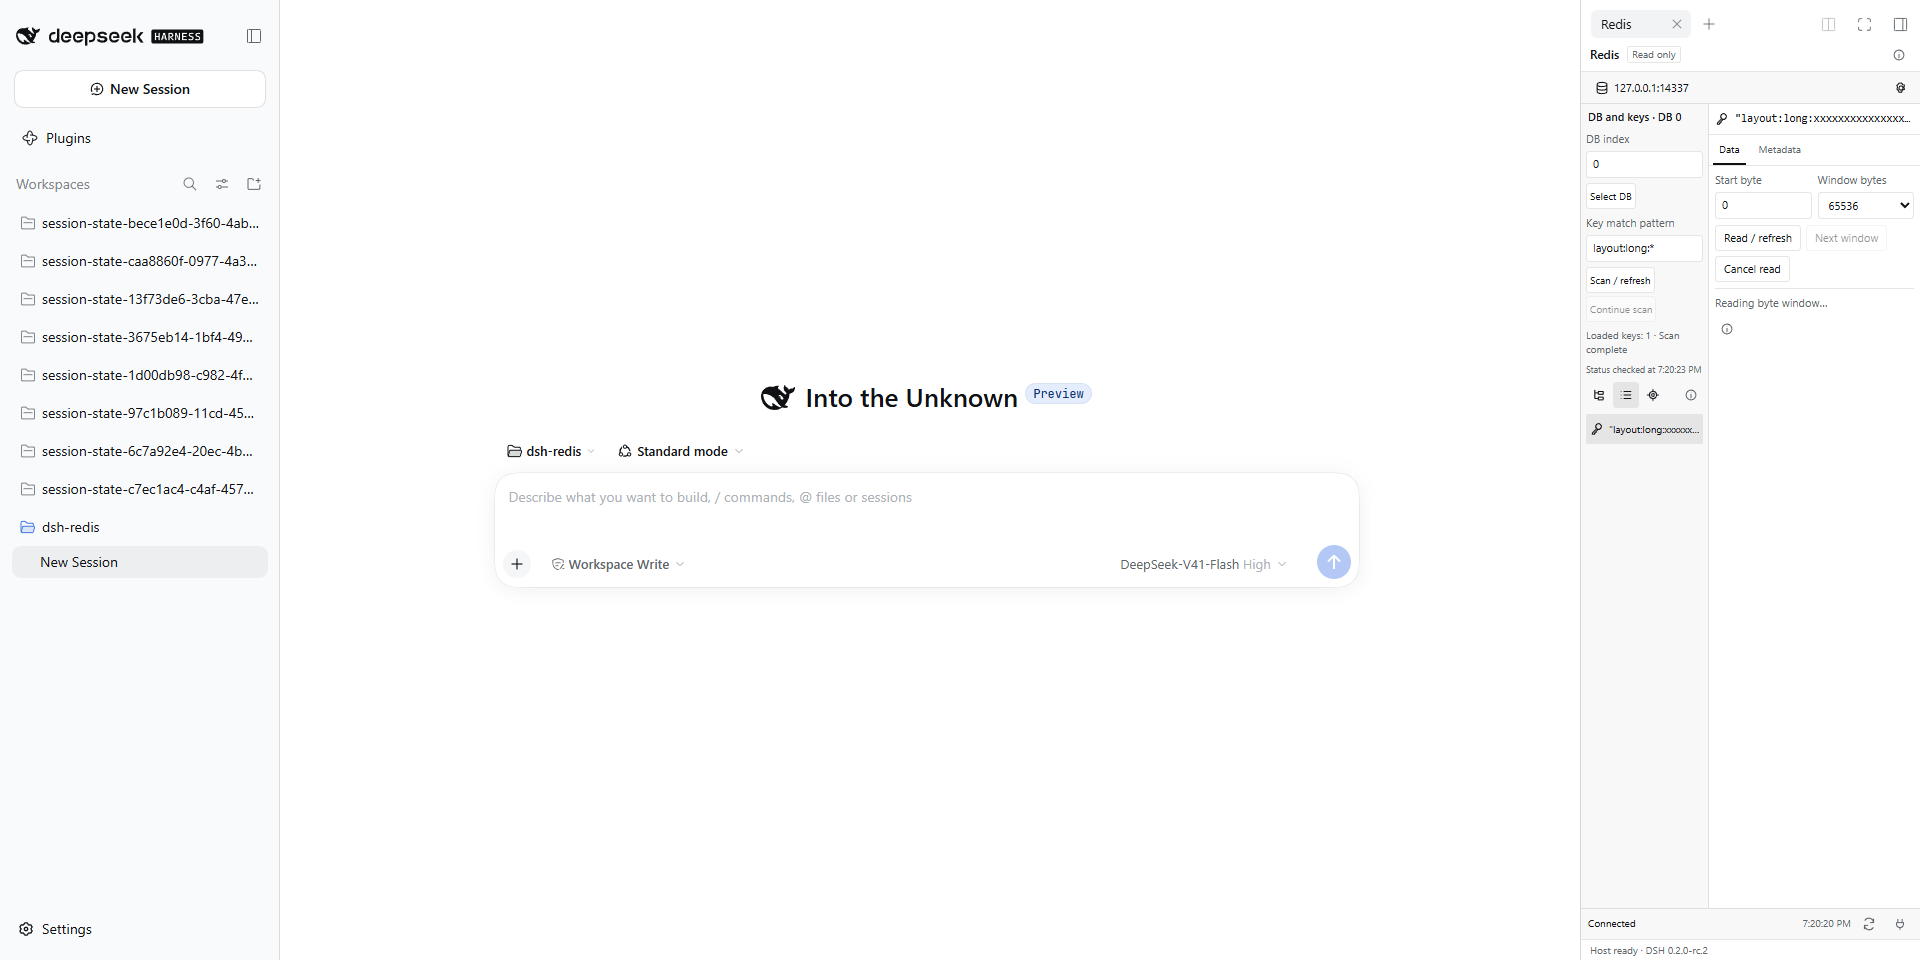 deepseek HARNESS
New Session
Plugins
Workspaces
session-state-bece1e0d-3f60-4ab...
session-state-caa8860f-0977-4a3...
session-state-13f73de6-3cba-47e...
session-state-3675eb14-1bf4-49...
session-state-1d00db98-c982-4f...
session-state-97c1b089-11cd-45...
session-state-6c7a92e4-20ec-4b...
session-state-c7ec1ac4-c4af-457...
dsh-redis
New Session
Settings
Into the Unknown Preview
dsh-redis Standard mode
Describe what you want to build, / commands, @ files or sessions
Workspace Write
DeepSeek-V41-Flash High
Redis
Redis Read only
127.0.0.1:14337
DB and keys · DB 0
DB index
0
Select DB
Key match pattern
layout:long:*
Scan / refresh
Continue scan
Loaded keys: 1 · Scan
complete
Status checked at 7:20:23 PM
"layout:long:xxxxxx...
"layout:long:xxxxxxxxxxxxxxx...
Data Metadata
Start byte Window bytes
0 65536
Read / refresh Next window
Cancel read
Reading byte window...
Connected 7:20:20 PM
Host ready · DSH 0.2.0-rc.2